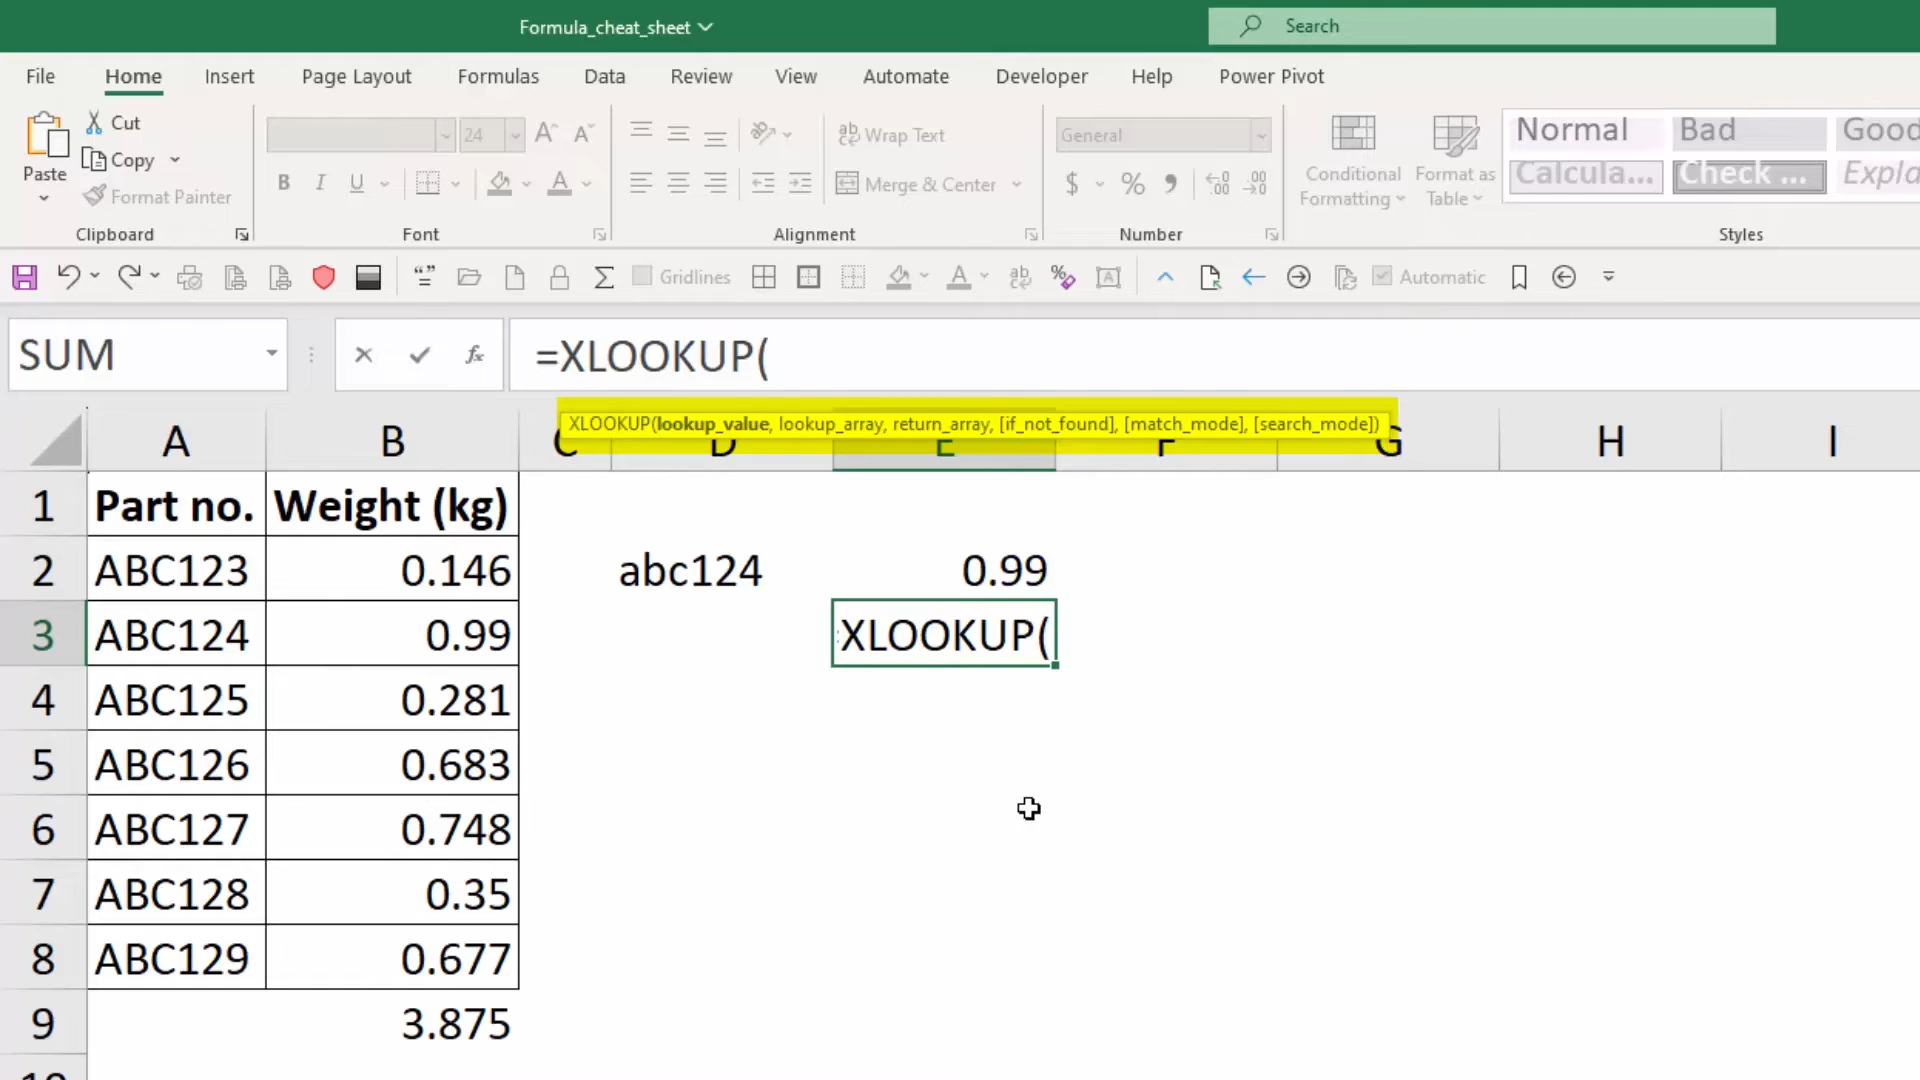 Formula_cheat_sheet
Search
File Home Insert Page Layout Formulas Data Review View Automate Developer Help Power Pivot
Paste
Cut
Copy
Format Painter
Clipboard
24
B I U
Font
Wrap Text
Merge & Center
Alignment
General
$ % 9
Number
Conditional Formatting
Format as Table
Normal Bad Good
Calcula... Check ... Expla
Styles
Gridlines
Automatic
SUM
fx
=XLOOKUP(
XLOOKUP(lookup_value, lookup_array, return_array, [if_not_found], [match_mode], [search_mode])
A B C D E F G H I
1 Part no. Weight (kg)
2 ABC123 0.146 abc124 0.99
3 ABC124 0.99 XLOOKUP(
4 ABC125 0.281
5 ABC126 0.683
6 ABC127 0.748
7 ABC128 0.35
8 ABC129 0.677
9 3.875
10